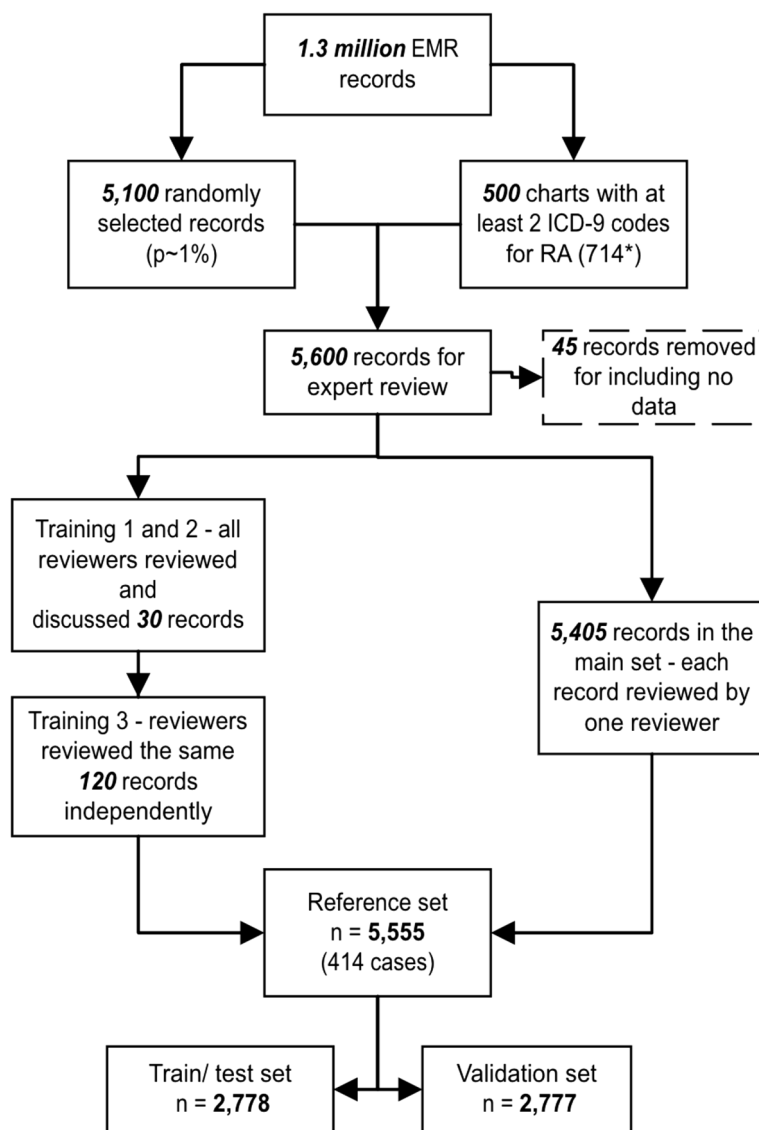 1.3 million EMR
records
5,100 randomly
selected records
(p~1%)
500 charts with at
least 2 ICD-9 codes
for RA (714*)
5,600 records for
expert review
45 records removed
for including no
data
Training 1 and 2 - all
reviewers reviewed
and
discussed 30 records
5,405 records in the
main set - each
record reviewed by
one reviewer
Training 3 - reviewers
reviewed the same
120 records
independently
Reference set
n = 5,555
(414 cases)
Train/ test set
n = 2,778
Validation set
n = 2,777